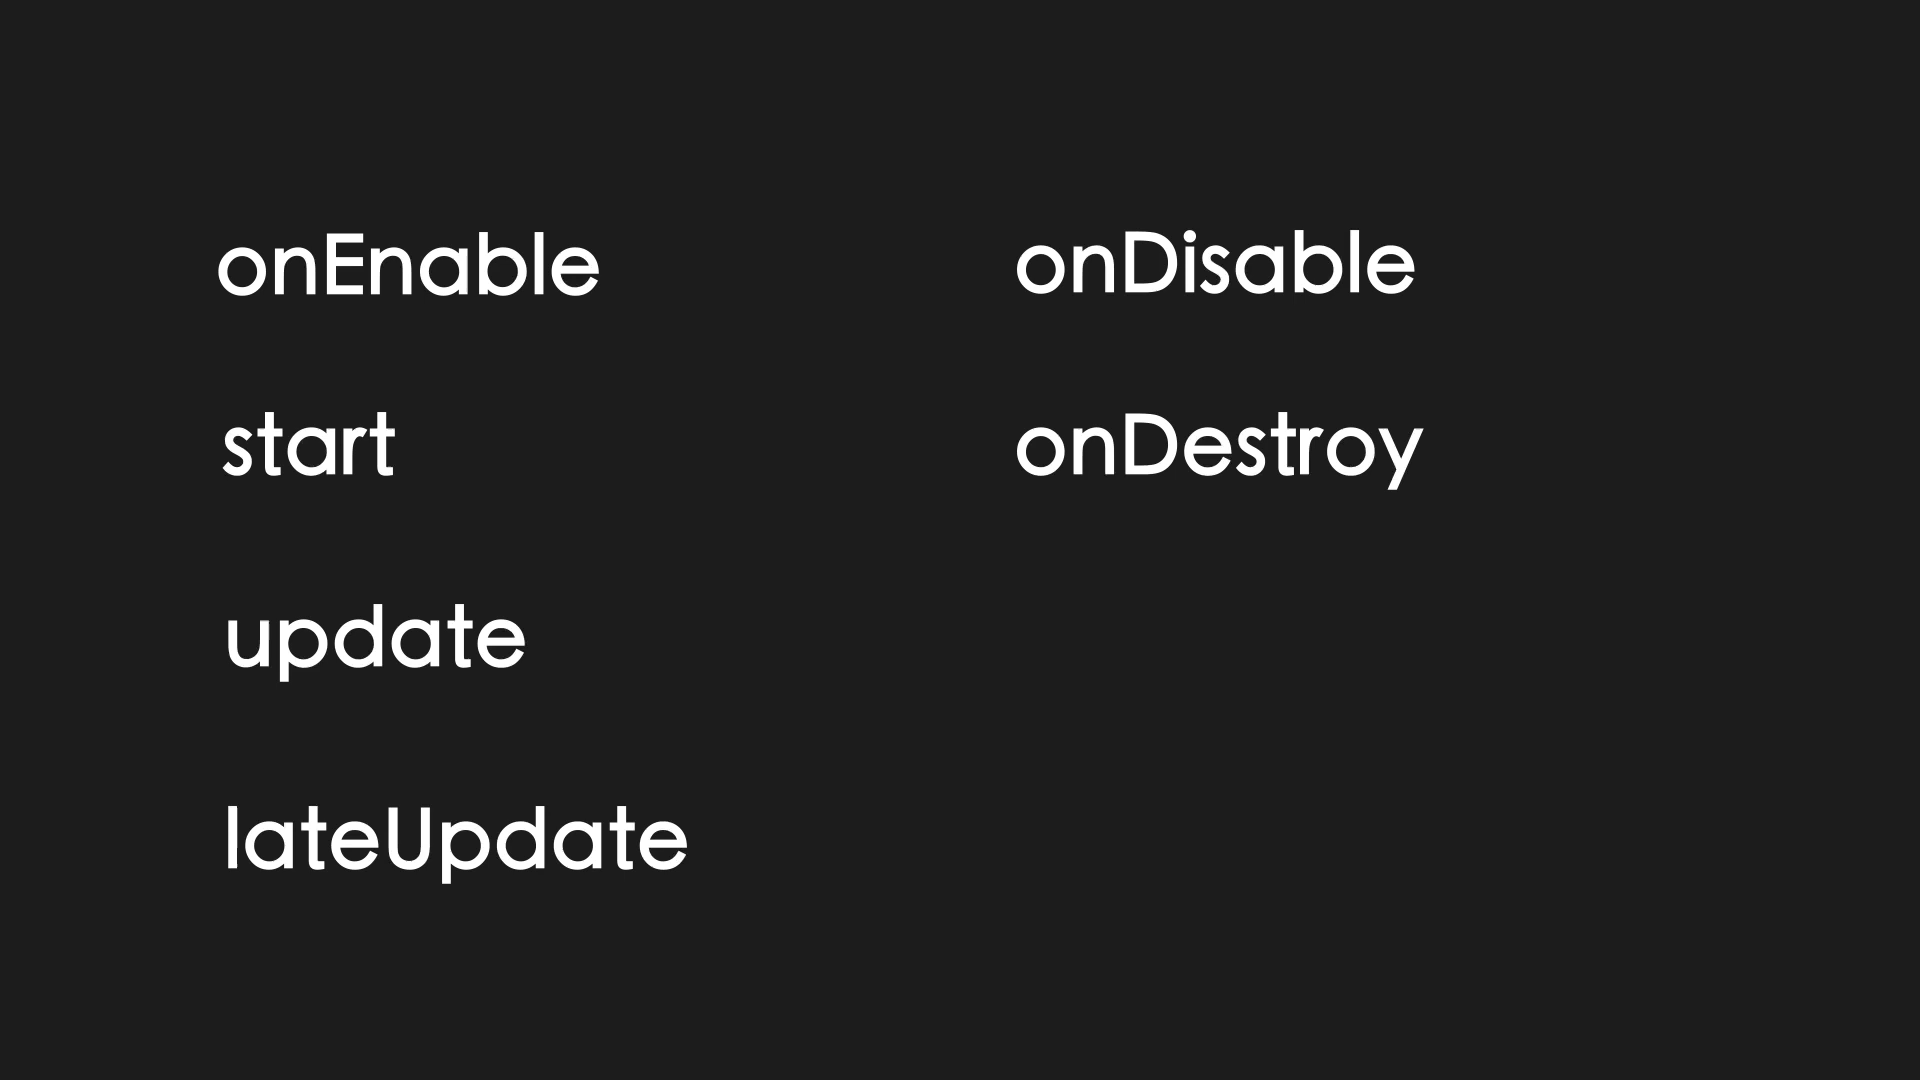 onEnable
start
update
lateUpdate
onDisable
onDestroy